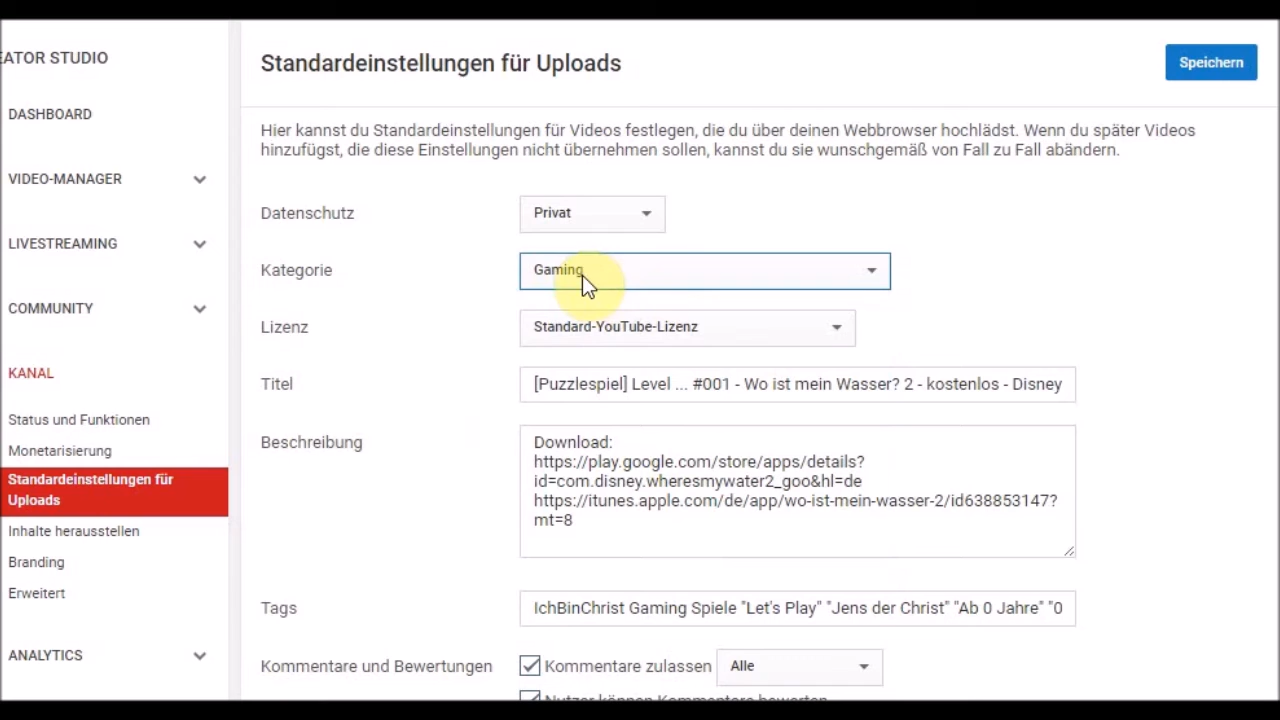 EATOR STUDIO
DASHBOARD
VIDEO-MANAGER
LIVESTREAMING
COMMUNITY
KANAL
Status und Funktionen
Monetarisierung
Standardeinstellungen für
Uploads
Inhalte herausstellen
Branding
Erweitert
ANALYTICS
Standardeinstellungen für Uploads
Speichern
Hier kannst du Standardeinstellungen für Videos festlegen, die du über deinen Webbrowser hochlädst. Wenn du später Videos
hinzufügst, die diese Einstellungen nicht übernehmen sollen, kannst du sie wunschgemäß von Fall zu Fall abändern.
Datenschutz
Privat
Kategorie
Gaming
Lizenz
Standard-YouTube-Lizenz
Titel
[Puzzlespiel] Level ... #001 - Wo ist mein Wasser? 2 - kostenlos - Disney
Beschreibung
Download:
https://play.google.com/store/apps/details?
id=com.disney.wheresmywater2_goo&hl=de
https://itunes.apple.com/de/app/wo-ist-mein-wasser-2/id638853147?
mt=8
Tags
IchBinChrist Gaming Spiele "Let's Play" "Jens der Christ" "Ab 0 Jahre" "0
Kommentare und Bewertungen
Kommentare zulassen
Alle
Nutzer können Kommentare bewerten